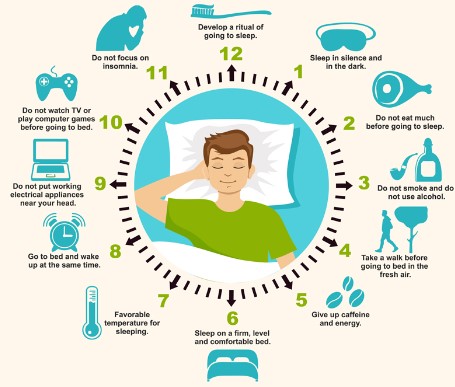 Develop a ritual of
going to sleep.
12
Sleep in silence and
in the dark.
1
Do not eat much
before going to sleep.
2
Do not smoke and do
not use alcohol.
3
Take a walk before
going to bed in the
fresh air.
4
Give up caffeine
and energy.
5
6
Sleep on a firm, level
and comfortable bed.
7
Favorable
temperature for
sleeping.
8
Go to bed and wake
up at the same time.
9
Do not put working
electrical appliances
near your head.
10
Do not watch TV or
play computer games
before going to bed.
11
Do not focus on
insomnia.